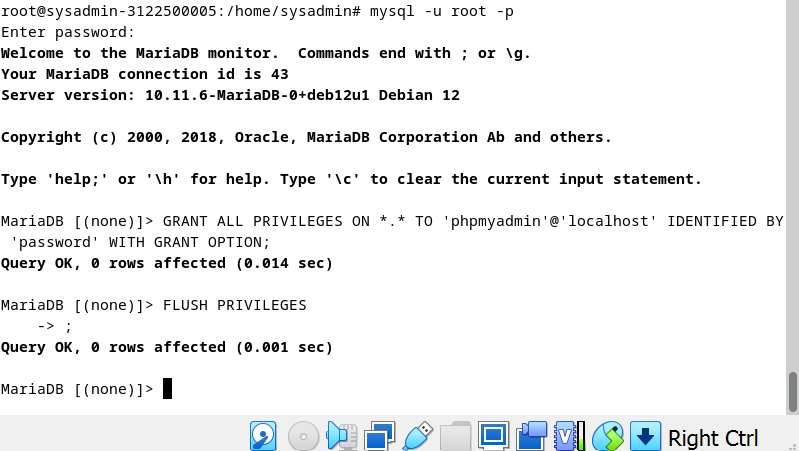 root@sysadmin-3122500005:/home/sysadmin# mysql -u root -p
Enter password:
Welcome to the MariaDB monitor.  Commands end with ; or \g.
Your MariaDB connection id is 43
Server version: 10.11.6-MariaDB-0+deb12u1 Debian 12

Copyright (c) 2000, 2018, Oracle, MariaDB Corporation Ab and others.

Type 'help;' or '\h' for help. Type '\c' to clear the current input statement.

MariaDB [(none)]> GRANT ALL PRIVILEGES ON *.* TO 'phpmyadmin'@'localhost' IDENTIFIED BY
 'password' WITH GRANT OPTION;
Query OK, 0 rows affected (0.014 sec)

MariaDB [(none)]> FLUSH PRIVILEGES
    -> ;
Query OK, 0 rows affected (0.001 sec)

MariaDB [(none)]>
V
Right Ctrl